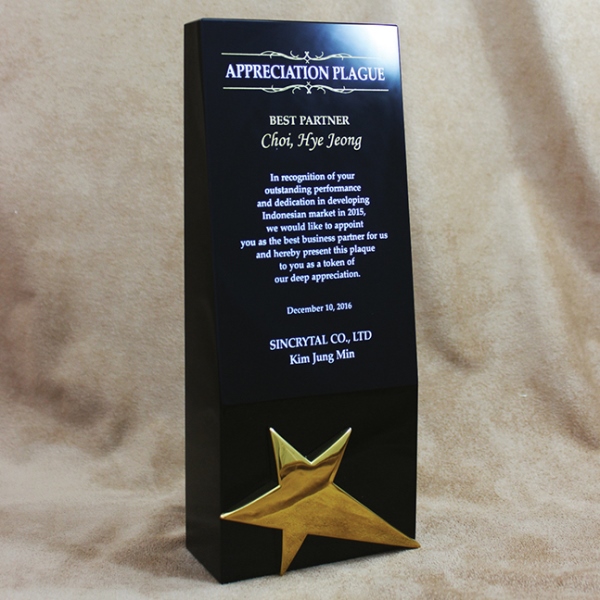 APPRECIATION PLAGUE
BEST PARTNER
Choi, Hye Jeong
In recognition of your
outstanding performance
and dedication in developing
Indonesian market in 2015,
we would like to appoint
you as the best business partner for us
and hereby present this plaque
to you as a token of
our deep appreciation.
December 10, 2016
SINCRYTAL CO., LTD
Kim Jung Min